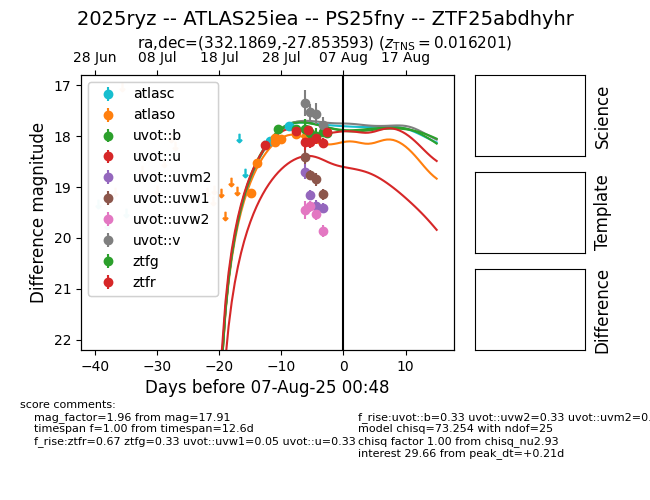 2025ryz -- ATLAS25iea -- PS25fny -- ZTF25abdhyhr
ra,dec=(332.1869,-27.853593) (zTNS = 0.016201)
28 Jun 08 Jul 18 Jul 28 Jul 07 Aug 17 Aug
17
18
19
20
21
22
Difference magnitude
atlasc
atlaso
uvot::b
uvot::u
uvot::uvm2
uvot::uvw1
uvot::uvw2
uvot::v
ztfg
ztfr
Science
Template
Difference
−40 −30 −20 −10 0 10
Days before 07-Aug-25 00:48
score comments:
mag_factor=1.96 from mag=17.91
timespan f=1.00 from timespan=12.6d
f_rise:ztfr=0.67 ztfg=0.33 uvot::uvw1=0.05 uvot::u=0.33
f_rise:uvot::b=0.33 uvot::uvw2=0.33 uvot::uvm2=0.
model chisq=73.254 with ndof=25
chisq factor 1.00 from chisq_nu2.93
interest 29.66 from peak_dt=+0.21d